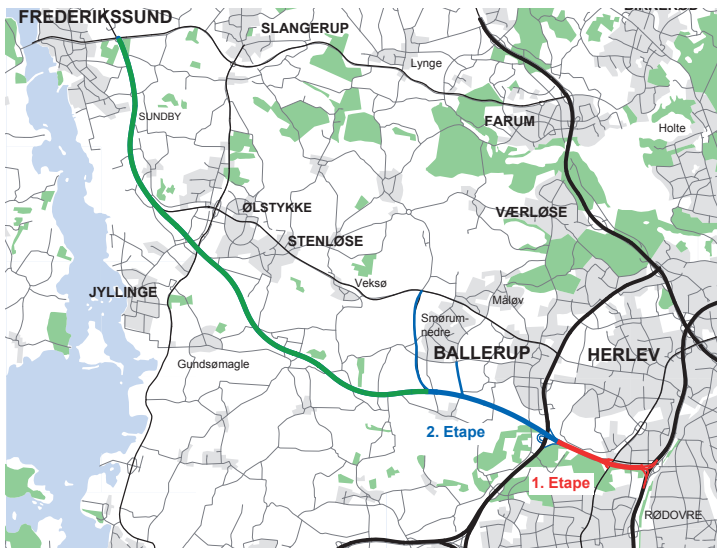 FREDERIKSSUND
SLANGERUP
Lynge
SUNDBY
FARUM
Holte
ØLSTYKKE
VÆRLØSE
STENLØSE
Veksø
JYLLINGE
Måløv
Smørum-
nedre
BALLERUP
HERLEV
Gundsømagle
2. Etape
1. Etape
RØDOVRE